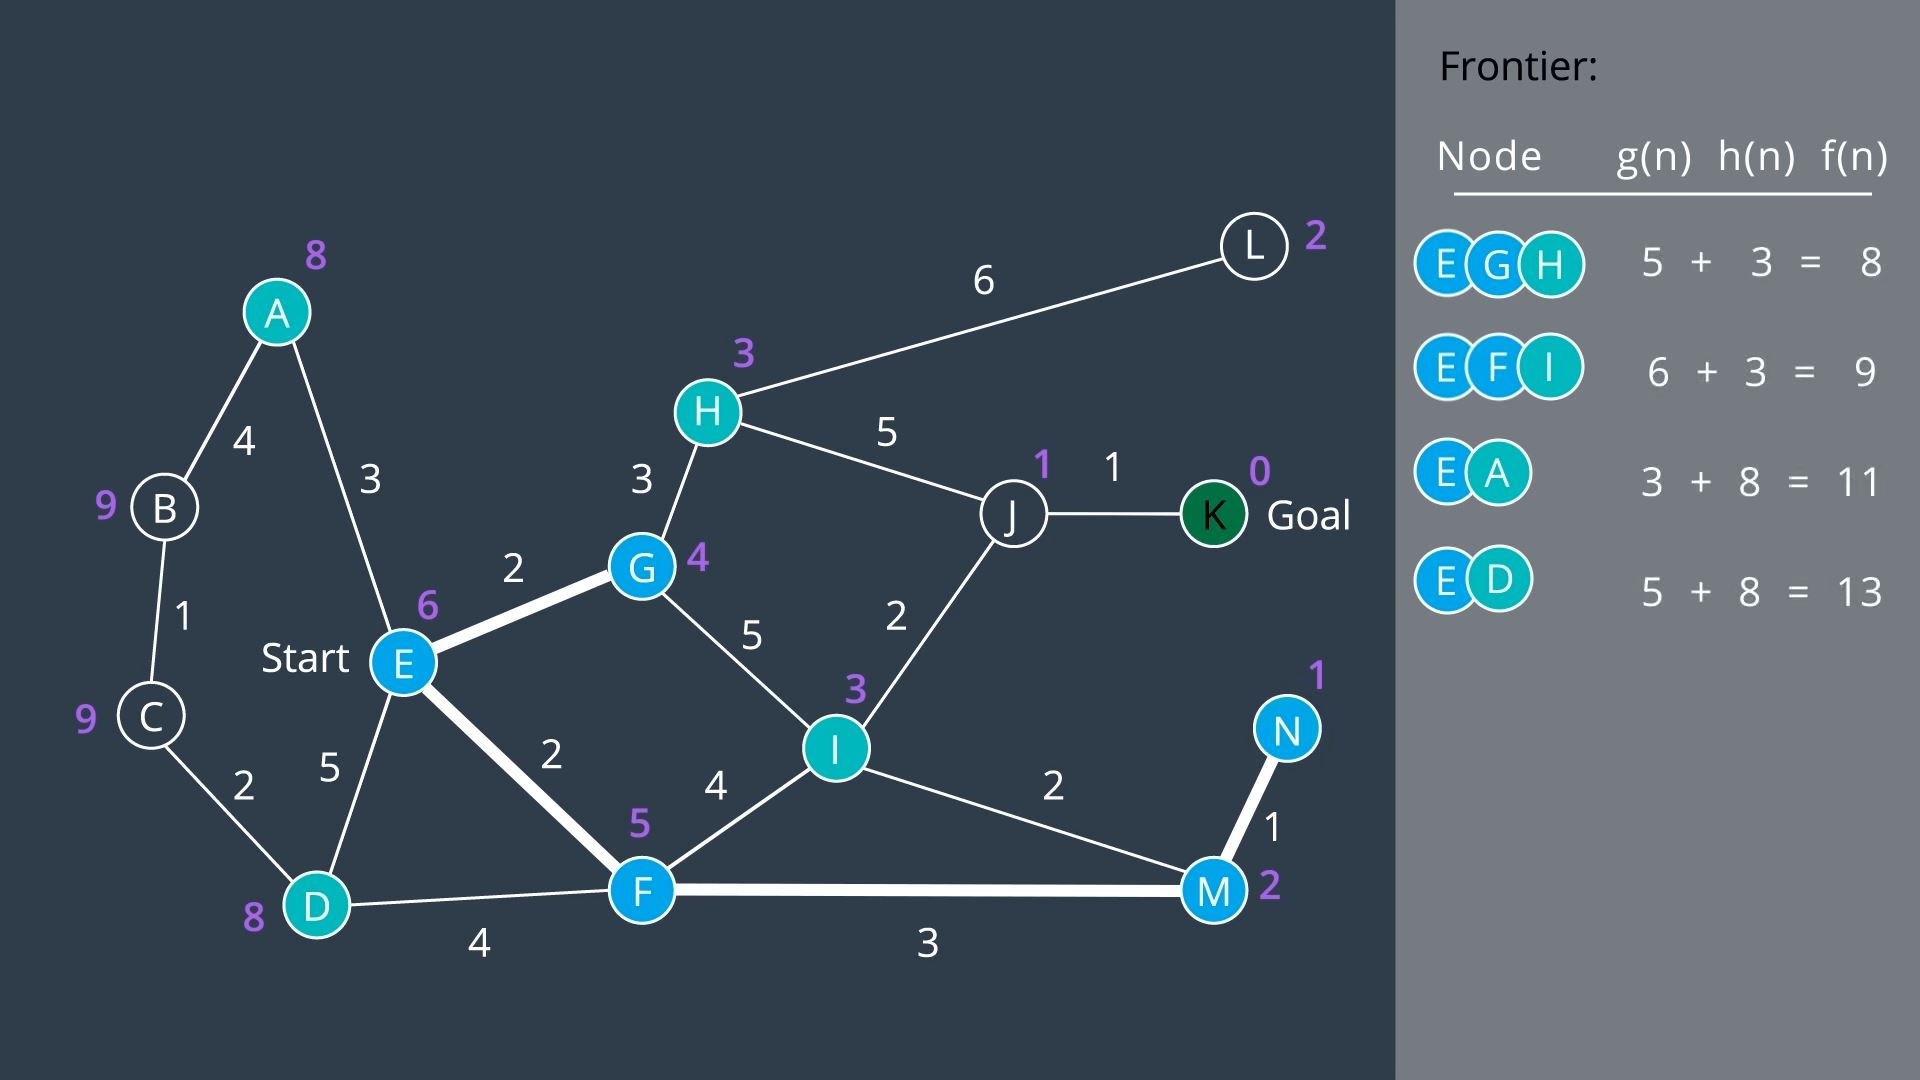 Frontier:
Node g(n) h(n) f(n)
E G H 5 + 3 = 8
E F I 6 + 3 = 9
E A 3 + 8 = 11
E D 5 + 8 = 13
L 2
6
8
A
3
H
5
4
3
3
1
1
0
9 B
J
K Goal
2
G 4
1
6
5
2
Start E
3
1
9 C
N
I
2
5
2
4
2
5
1
8 D
F
M 2
4
3